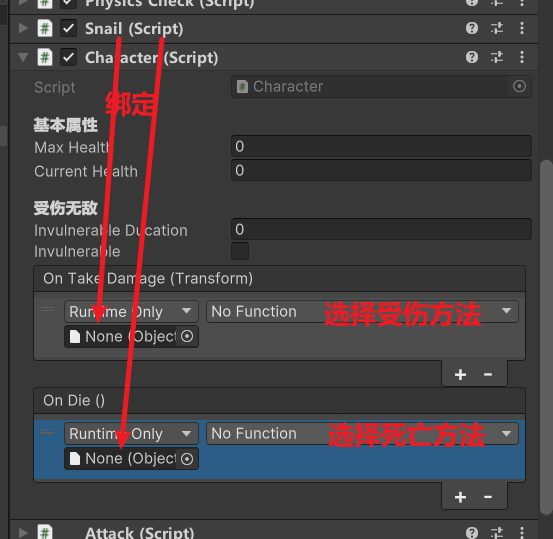 Physics Check (Script)
Snail (Script)
Character (Script)
Script
Character
绑定
基本属性
Max Health
0
Current Health
0
受伤无敌
Invulnerable Ducation
0
Invulnerable
On Take Damage (Transform)
Runtime Only
No Function
选择受伤方法
None (Object
+ -
On Die ()
Runtime Only
No Function
选择死亡方法
None (Object
+ -
Attack (Script)